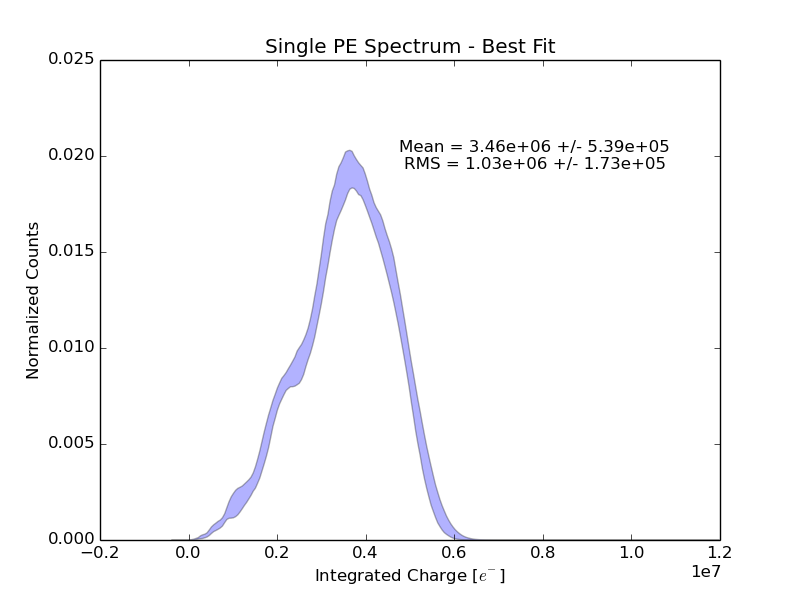 Single PE Spectrum - Best Fit
0.025
0.020
0.015
0.010
0.005
0.000
Normalized Counts
Mean = 3.46e+06 +/- 5.39e+05
RMS = 1.03e+06 +/- 1.73e+05
−0.2 0.0 0.2 0.4 0.6 0.8 1.0 1.2
1e7
Integrated Charge [e⁻]